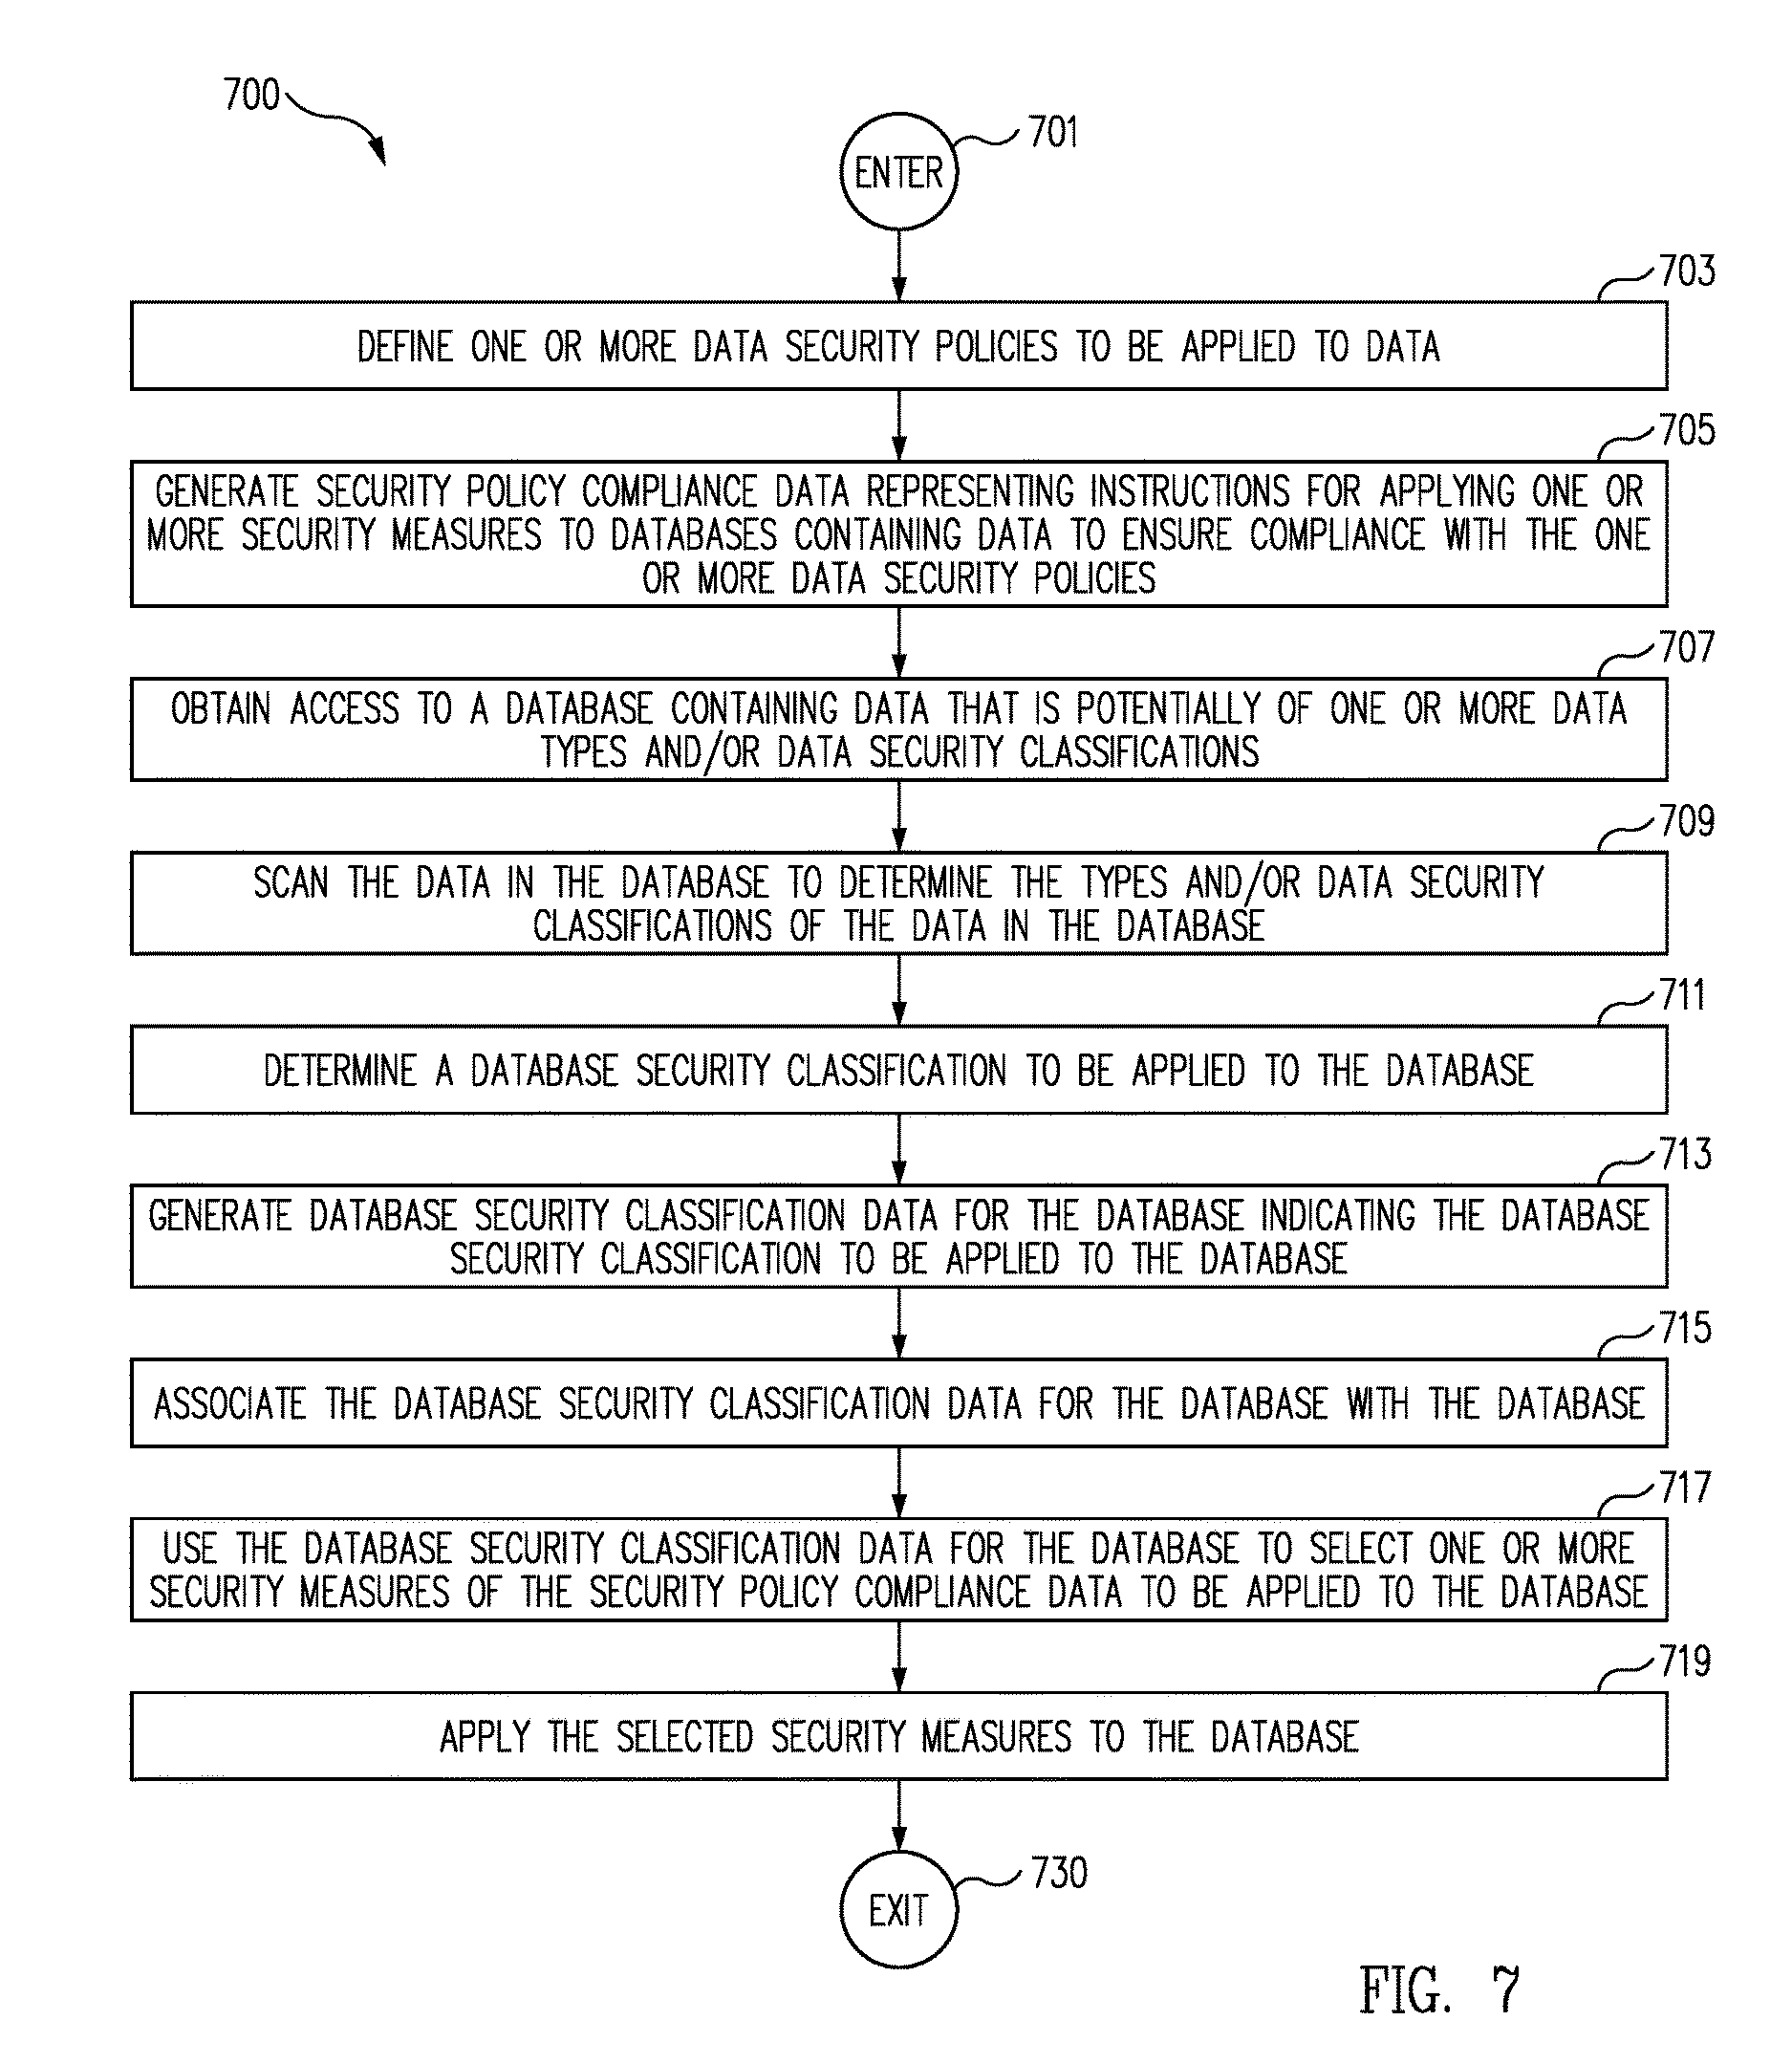 700
701
ENTER
703
DEFINE ONE OR MORE DATA SECURITY POLICIES TO BE APPLIED TO DATA
705
GENERATE SECURITY POLICY COMPLIANCE DATA REPRESENTING INSTRUCTIONS FOR APPLYING ONE OR
MORE SECURITY MEASURES TO DATABASES CONTAINING DATA TO ENSURE COMPLIANCE WITH THE ONE
OR MORE DATA SECURITY POLICIES
707
OBTAIN ACCESS TO A DATABASE CONTAINING DATA THAT IS POTENTIALLY OF ONE OR MORE DATA
TYPES AND/OR DATA SECURITY CLASSIFICATIONS
709
SCAN THE DATA IN THE DATABASE TO DETERMINE THE TYPES AND/OR DATA SECURITY
CLASSIFICATIONS OF THE DATA IN THE DATABASE
711
DETERMINE A DATABASE SECURITY CLASSIFICATION TO BE APPLIED TO THE DATABASE
713
GENERATE DATABASE SECURITY CLASSIFICATION DATA FOR THE DATABASE INDICATING THE DATABASE
SECURITY CLASSIFICATION TO BE APPLIED TO THE DATABASE
715
ASSOCIATE THE DATABASE SECURITY CLASSIFICATION DATA FOR THE DATABASE WITH THE DATABASE
717
USE THE DATABASE SECURITY CLASSIFICATION DATA FOR THE DATABASE TO SELECT ONE OR MORE
SECURITY MEASURES OF THE SECURITY POLICY COMPLIANCE DATA TO BE APPLIED TO THE DATABASE
719
APPLY THE SELECTED SECURITY MEASURES TO THE DATABASE
730
EXIT
FIG. 7